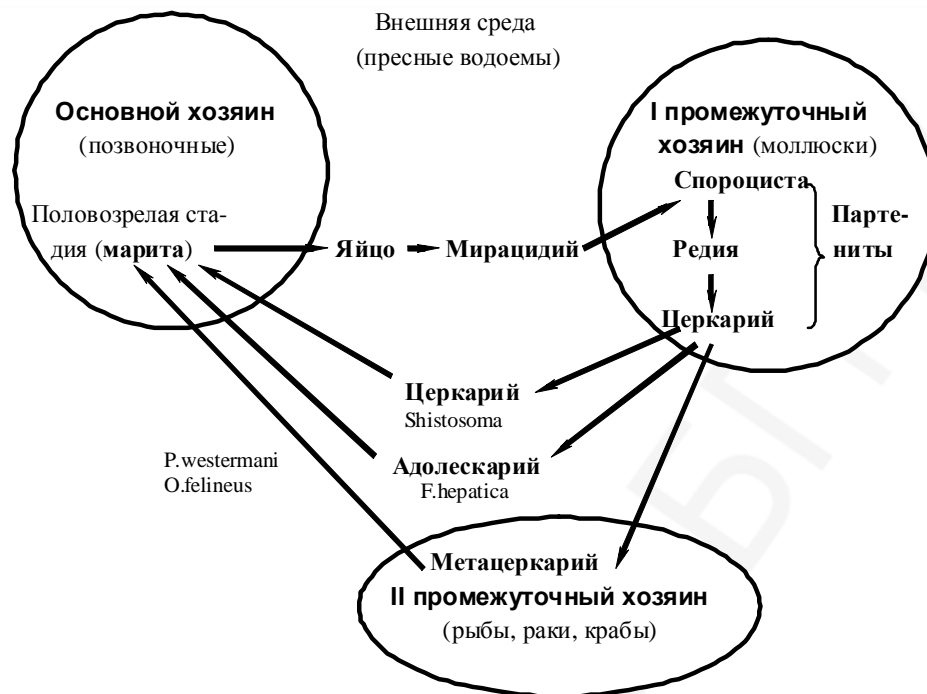 Внешняя среда
(пресные водоемы)
Основной хозяин
(позвоночные)
Половозрелая ста-
дия (марита)
Яйцо
Мирацидий
I промежуточный
хозяин (моллюски)
Спороциста
Редия
Церкарий
Парте-
ниты
Церкарий
Shistosoma
Адолескарий
F.hepatica
P.westermani
O.felineus
Метацеркарий
II промежуточный хозяин
(рыбы, раки, крабы)